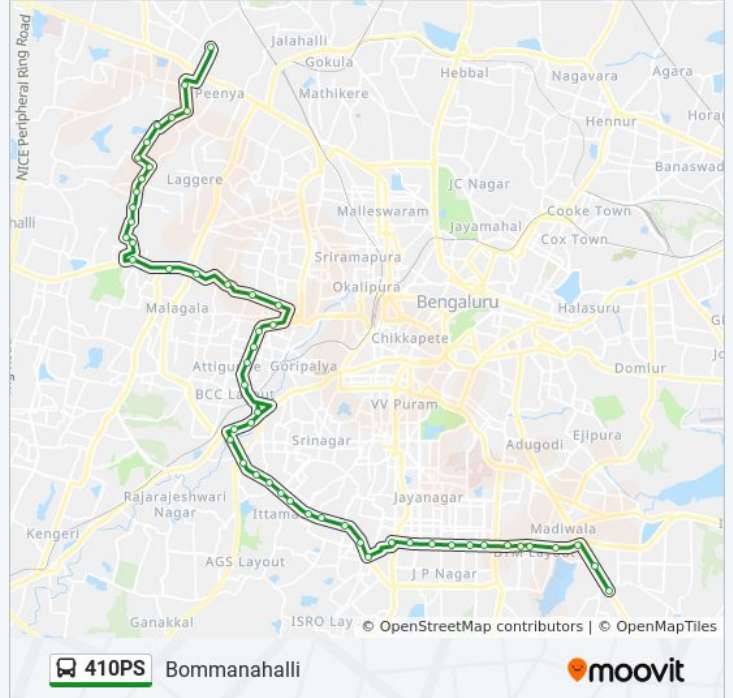 NICE Peripheral Ring Road
Jalahalli
Gokula
Hebbal
Nagavara
Agara
Peenya
Mathikere
Hennur
Horar
Banaswad
Laggere
JC Nagar
Malleswaram
Cooke Town
Jayamahal
Cox Town
halli
Sriramapura
Okalipura
Bengaluru
Malagala
Halasuru
Chikkapete
Attiguppe
Goripalya
Domlur
BCC Layout
VV Puram
Srinagar
Adugodi
Ejipura
Rajarajeshwari
Nagar
Jayanagar
Ittama
Kengeri
Madiwala
AGS Layout
BTM Layout
J P Nagar
Ganakkal
ISRO Lay
© OpenStreetMap contributors | © OpenMapTiles
410PS Bommanahalli
moovit